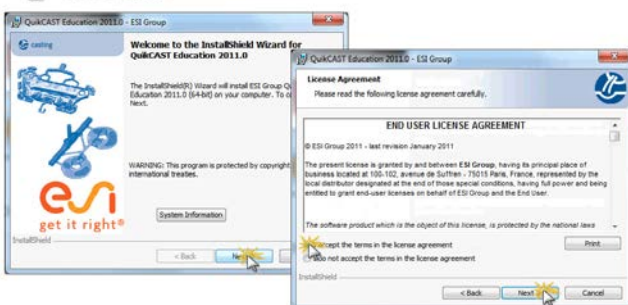 QuikCAST Education 2011.0 - ESI Group
casting
Welcome to the InstallShield Wizard for
QuikCAST Education 2011.0
The InstallShield(R) Wizard will install ESI Group
Education 2011.0 (64-bit) on your computer. To
Next.
WARNING: This program is protected by copyright
international treaties.
esi
get it right®
System Information
InstallShield
< Back
QuikCAST Education 2011.0 - ESI Group
License Agreement
Please read the following license agreement carefully.
END USER LICENSE AGREEMENT
© ESI Group 2011 - last revision January 2011
The present license is granted by and between ESI Group, having its principal place of
business located at 100-102, avenue de Suffren - 75015 Paris, France, represented by the
local distributor designated at the end of those special conditions, having full power and being
entitled to grant end-user licenses on behalf of ESI Group and the End User.
The software product which is the object of this license, is protected by the national laws
accept the terms in the license agreement
do not accept the terms in the license agreement
Print
InstallShield
< Back
Next
Cancel